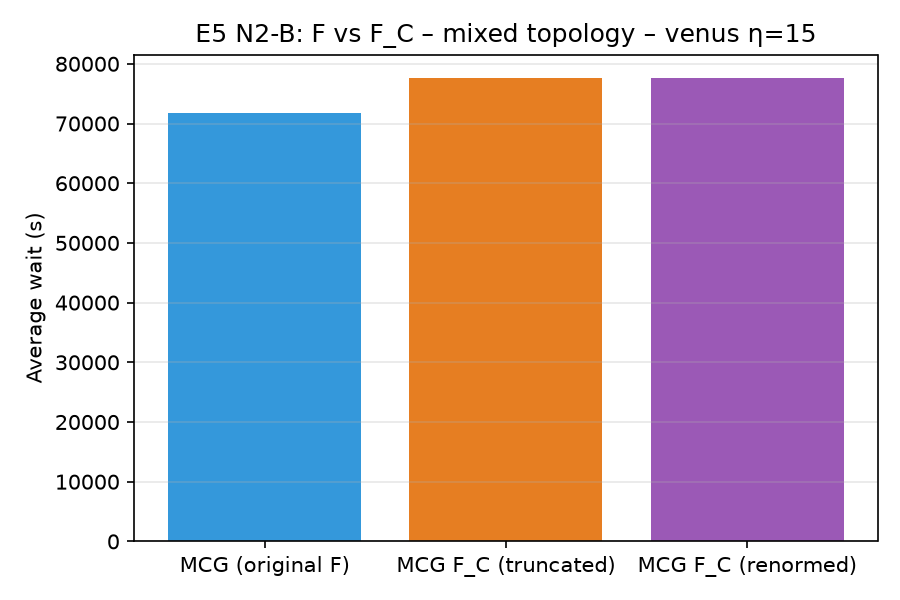 E5 N2-B: F vs F_C – mixed topology – venus η=15
Average wait (s)
80000
70000
60000
50000
40000
30000
20000
10000
0
MCG (original F)
MCG F_C (truncated)
MCG F_C (renormed)